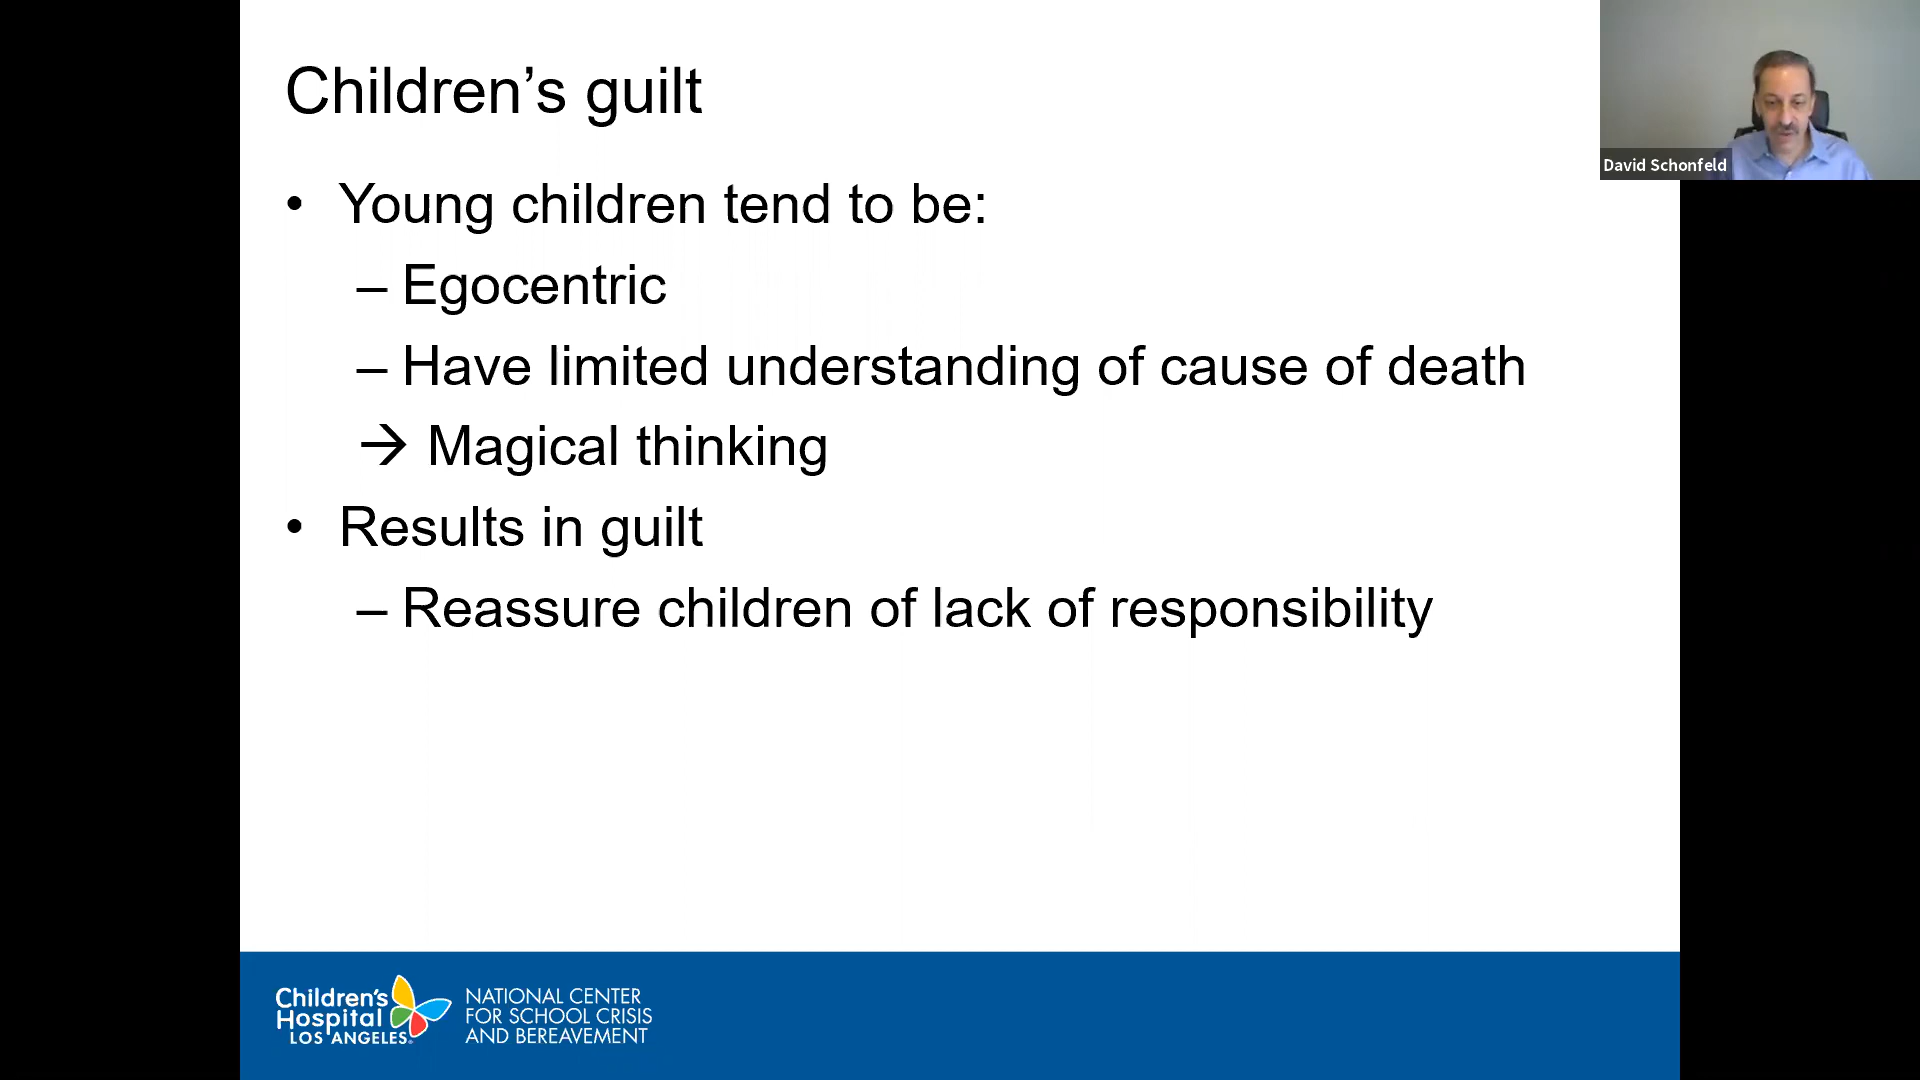 Children’s guilt
• Young children tend to be:
– Egocentric
– Have limited understanding of cause of death
→ Magical thinking
• Results in guilt
– Reassure children of lack of responsibility
David Schonfeld
Children's
Hospital
LOS ANGELES®
NATIONAL CENTER
FOR SCHOOL CRISIS
AND BEREAVEMENT